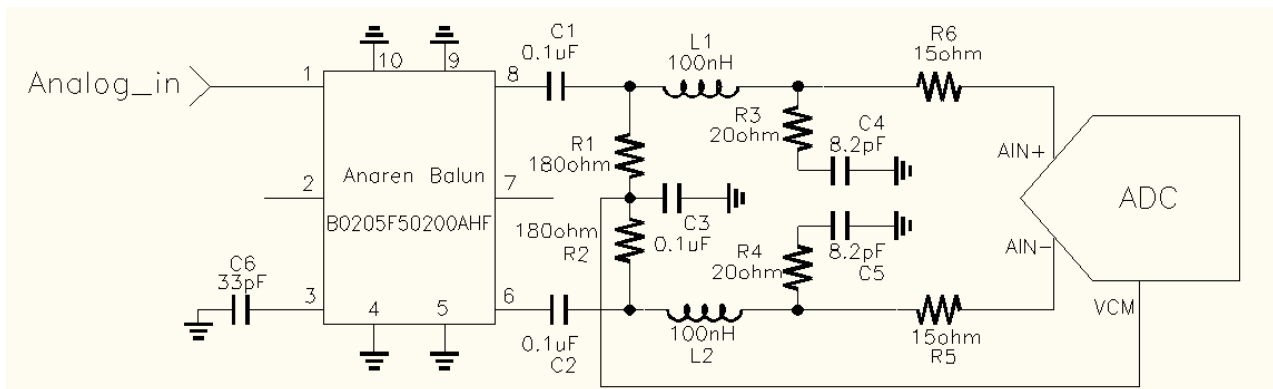 Analog_in
1
10
9
8
C1
0.1uF
L1
100nH
R6
15ohm
R3
20ohm
C4
8.2pF
R1
180ohm
AIN+
2
Anaren Balun
7
B0205F50200AHF
ADC
180ohm
R2
C3
0.1uF
R4
20ohm
8.2pF
C5
AIN-
C6
33pF
3
4
5
6
0.1uF
C2
100nH
L2
15ohm
R5
VCM